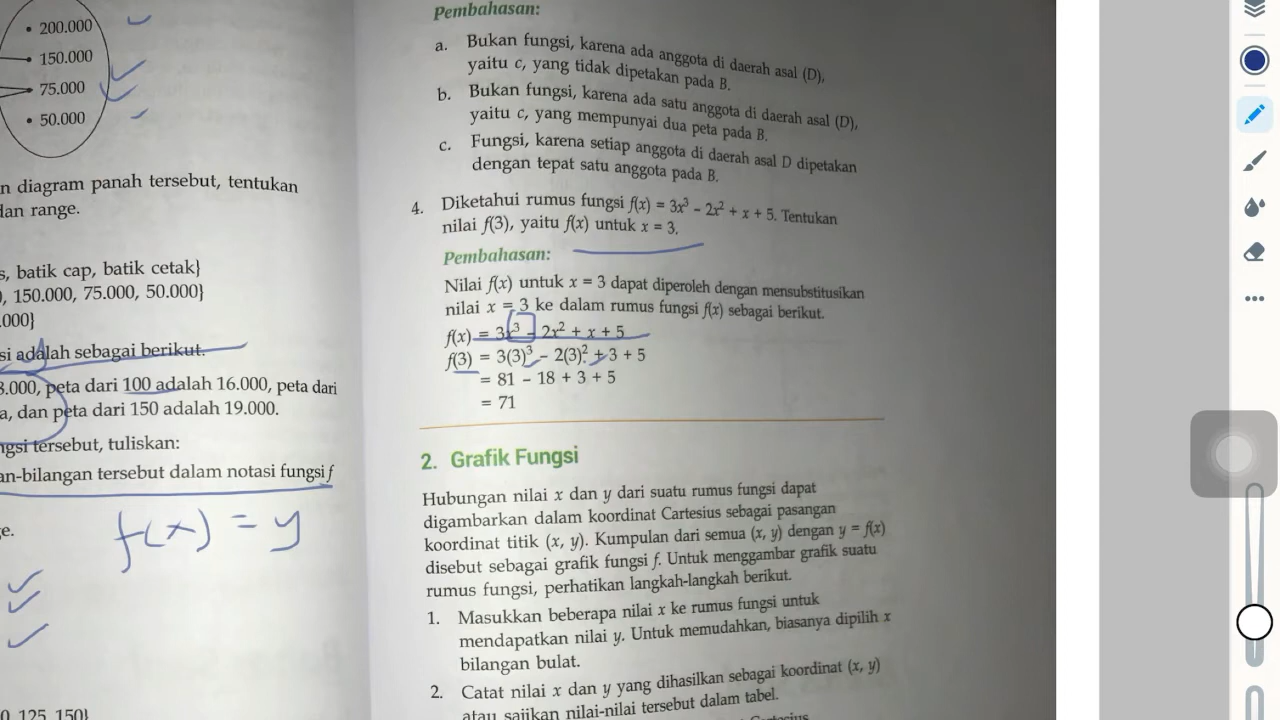 • 200.000
• 150.000
• 75.000
• 50.000
n diagram panah tersebut, tentukan
dan range.
s, batik cap, batik cetak}
0, 150.000, 75.000, 50.000}
.000}
si adalah sebagai berikut.
3.000, peta dari 100 adalah 16.000, peta dari
a, dan peta dari 150 adalah 19.000.
ngsi tersebut, tuliskan:
an-bilangan tersebut dalam notasi fungsi f
f(x) = y
ge.
0, 125, 150}
Pembahasan:
a. Bukan fungsi, karena ada anggota di daerah asal (D),
yaitu c, yang tidak dipetakan pada B.
b. Bukan fungsi, karena ada satu anggota di daerah asal (D),
yaitu c, yang mempunyai dua peta pada B.
c. Fungsi, karena setiap anggota di daerah asal D dipetakan
dengan tepat satu anggota pada B.
4. Diketahui rumus fungsi f(x) = 3x³ − 2x² + x + 5. Tentukan
nilai f(3), yaitu f(x) untuk x = 3.
Pembahasan:
Nilai f(x) untuk x = 3 dapat diperoleh dengan mensubstitusikan
nilai x = 3 ke dalam rumus fungsi f(x) sebagai berikut.
f(x) = 3x³ − 2x² + x + 5
f(3) = 3(3)³ − 2(3)² + 3 + 5
= 81 − 18 + 3 + 5
= 71
2. Grafik Fungsi
Hubungan nilai x dan y dari suatu rumus fungsi dapat
digambarkan dalam koordinat Cartesius sebagai pasangan
koordinat titik (x, y). Kumpulan dari semua (x, y) dengan y = f(x)
disebut sebagai grafik fungsi f. Untuk menggambar grafik suatu
rumus fungsi, perhatikan langkah-langkah berikut.
1. Masukkan beberapa nilai x ke rumus fungsi untuk
mendapatkan nilai y. Untuk memudahkan, biasanya dipilih x
bilangan bulat.
2. Catat nilai x dan y yang dihasilkan sebagai koordinat (x, y)
atau sajikan nilai-nilai tersebut dalam tabel.
Cartesius